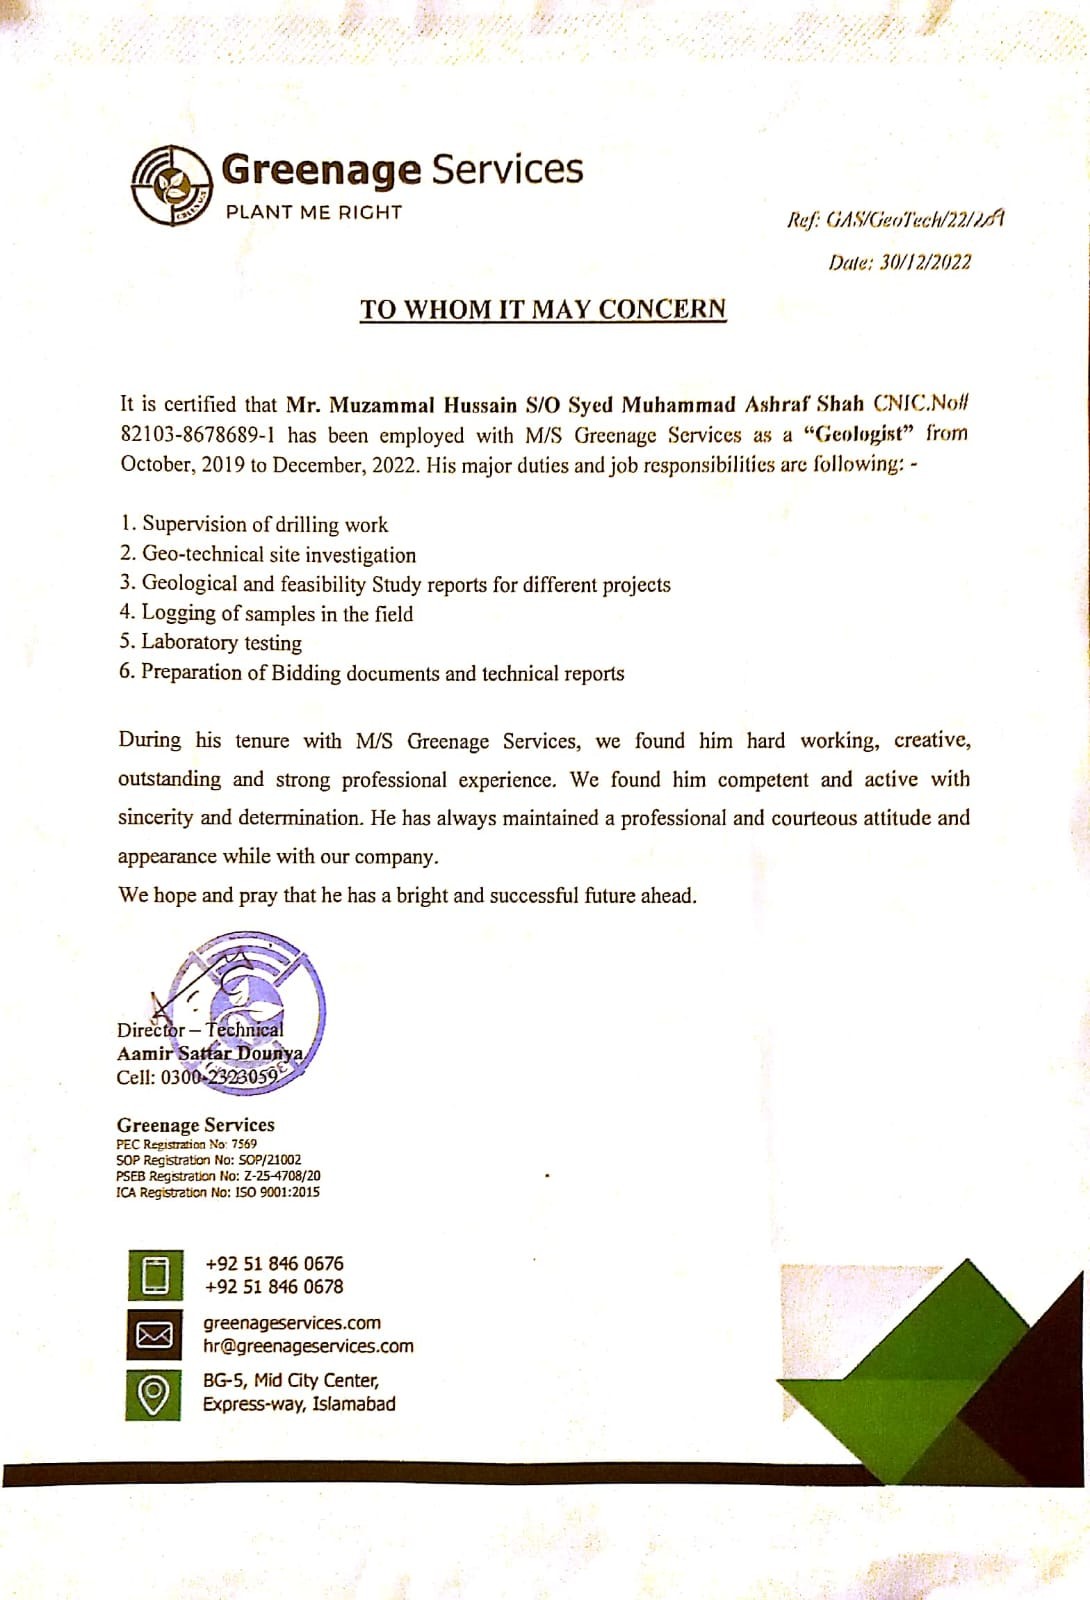 Greenage Services
PLANT ME RIGHT
Ref: GAS/GeoTech/22/
Date: 30/12/2022
TO WHOM IT MAY CONCERN
It is certified that Mr. Muzammal Hussain S/O Syed Muhammad Ashraf Shah CNIC.No#
82103-8678689-1 has been employed with M/S Greenage Services as a “Geologist” from
October, 2019 to December, 2022. His major duties and job responsibilities are following: -
1. Supervision of drilling work
2. Geo-technical site investigation
3. Geological and feasibility Study reports for different projects
4. Logging of samples in the field
5. Laboratory testing
6. Preparation of Bidding documents and technical reports
During his tenure with M/S Greenage Services, we found him hard working, creative,
outstanding and strong professional experience. We found him competent and active with
sincerity and determination. He has always maintained a professional and courteous attitude and
appearance while with our company.
We hope and pray that he has a bright and successful future ahead.
Director – Technical
Aamir Sattar Dounya
Cell: 0300-2323059
Greenage Services
PEC Registration No: 7569
SOP Registration No: SOP/21002
PSEB Registration No: Z-25-4708/20
ICA Registration No: ISO 9001:2015
+92 51 846 0676
+92 51 846 0678
greenageservices.com
hr@greenageservices.com
BG-5, Mid City Center,
Express-way, Islamabad